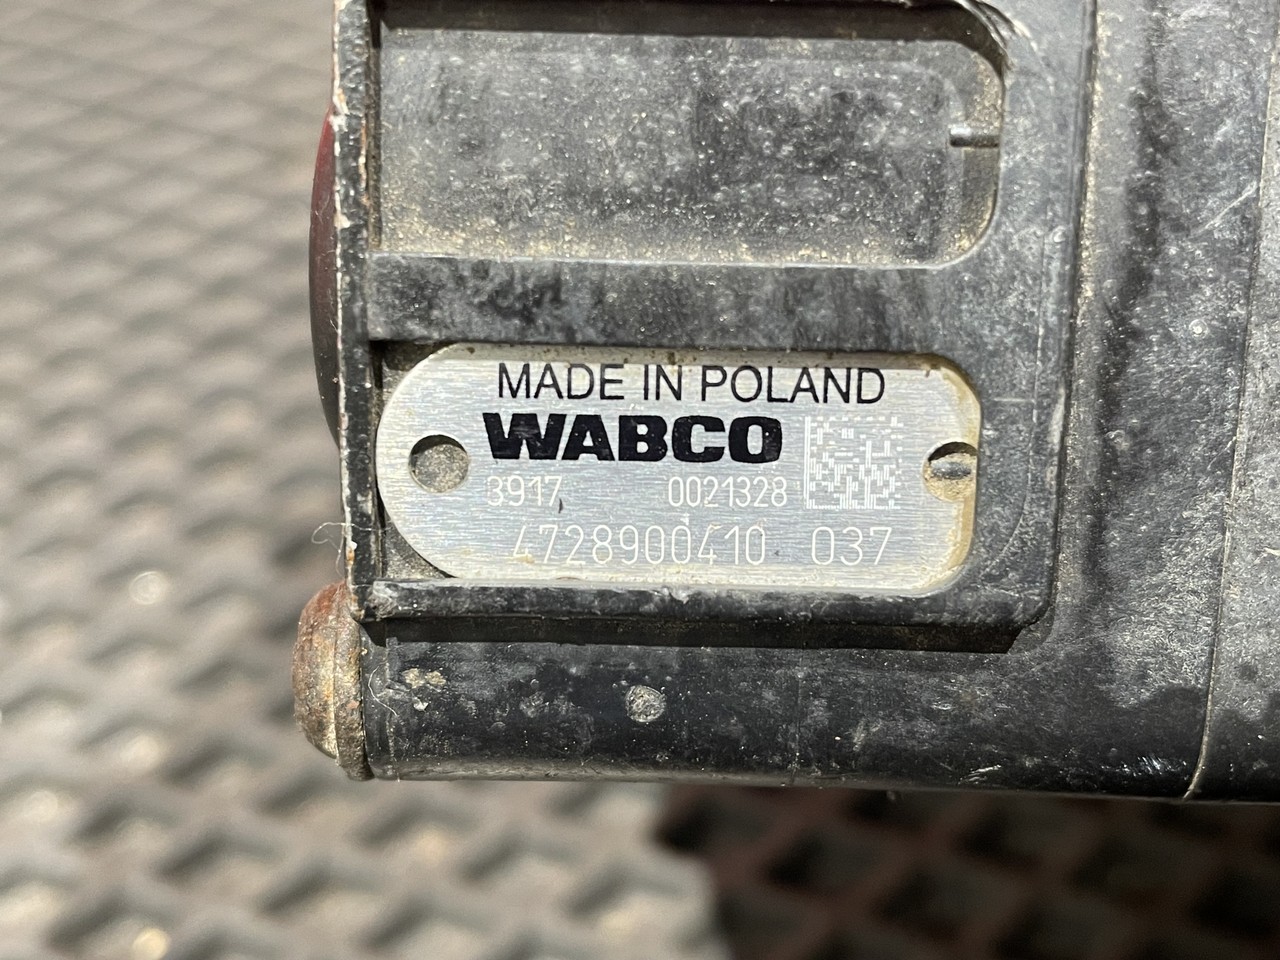 MADE IN POLAND
WABCO
3917 0021328
4728900410 037